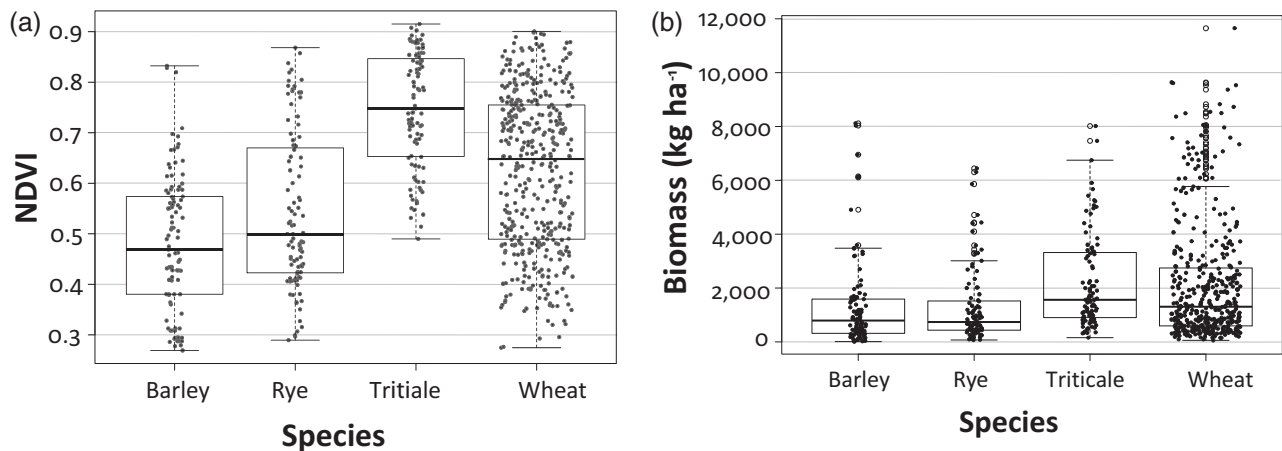 (a)
NDVI
0.9
0.8
0.7
0.6
0.5
0.4
0.3
Barley Rye Tritiale Wheat
Species
(b)
Biomass (kg ha⁻¹)
12,000
10,000
8,000
6,000
4,000
2,000
0
Barley Rye Triticale Wheat
Species